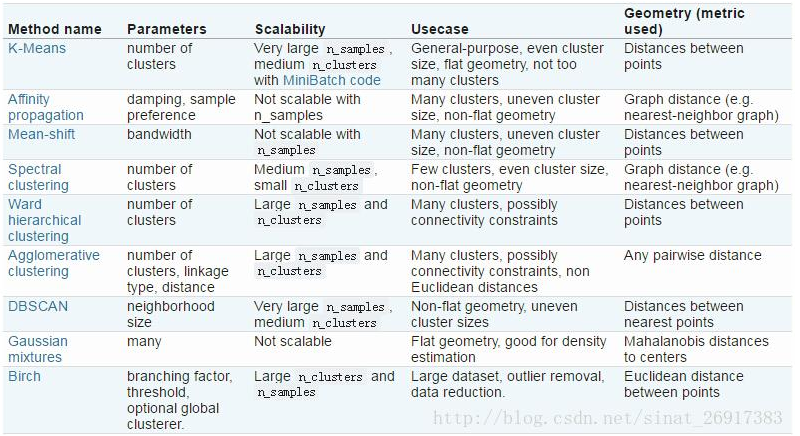 Method name Parameters Scalability Usecase Geometry (metric
used)
K-Means number of Very large n_samples, General-purpose, even cluster Distances between
clusters medium n_clusters size, flat geometry, not too points
with MiniBatch code many clusters
Affinity damping, sample Not scalable with Many clusters, uneven cluster Graph distance (e.g.
propagation preference n_samples size, non-flat geometry nearest-neighbor graph)
Mean-shift bandwidth Not scalable with Many clusters, uneven cluster Distances between
n_samples size, non-flat geometry points
Spectral number of Medium n_samples, Few clusters, even cluster size, Graph distance (e.g.
clustering clusters small n_clusters non-flat geometry nearest-neighbor graph)
Ward number of Large n_samples and Many clusters, possibly Distances between
hierarchical clusters n_clusters connectivity constraints points
clustering
Agglomerative number of Large n_samples and Many clusters, possibly Any pairwise distance
clustering clusters, linkage n_clusters connectivity constraints, non
type, distance Euclidean distances
DBSCAN neighborhood Very large n_samples, Non-flat geometry, uneven Distances between
size medium n_clusters cluster sizes nearest points
Gaussian many Not scalable Flat geometry, good for density Mahalanobis distances
mixtures estimation to centers
Birch branching factor, Large n_clusters and Large dataset, outlier removal, Euclidean distance
threshold, n_samples data reduction. between points
optional global
clusterer.
http://blog.csdn.net/sinat_26917383